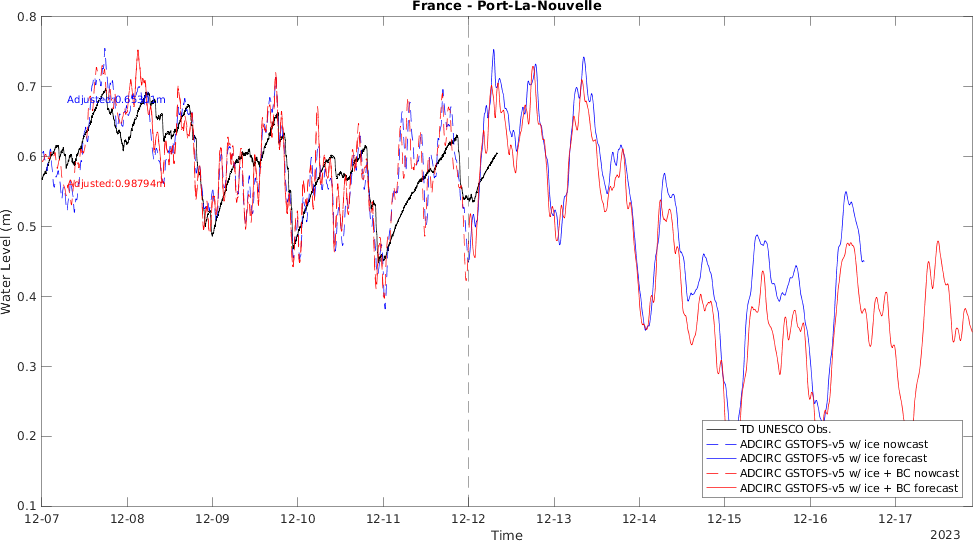 France - Port-La-Nouvelle
0.8
0.7
0.6
0.5
0.4
0.3
0.2
0.1
Water Level (m)
Adjusted:0.98794m
TD UNESCO Obs.
ADCIRC GSTOFS-v5 w/ ice nowcast
ADCIRC GSTOFS-v5 w/ ice forecast
ADCIRC GSTOFS-v5 w/ ice + BC nowcast
ADCIRC GSTOFS-v5 w/ ice + BC forecast
12-07 12-08 12-09 12-10 12-11 12-12 12-13 12-14 12-15 12-16 12-17
Time
2023